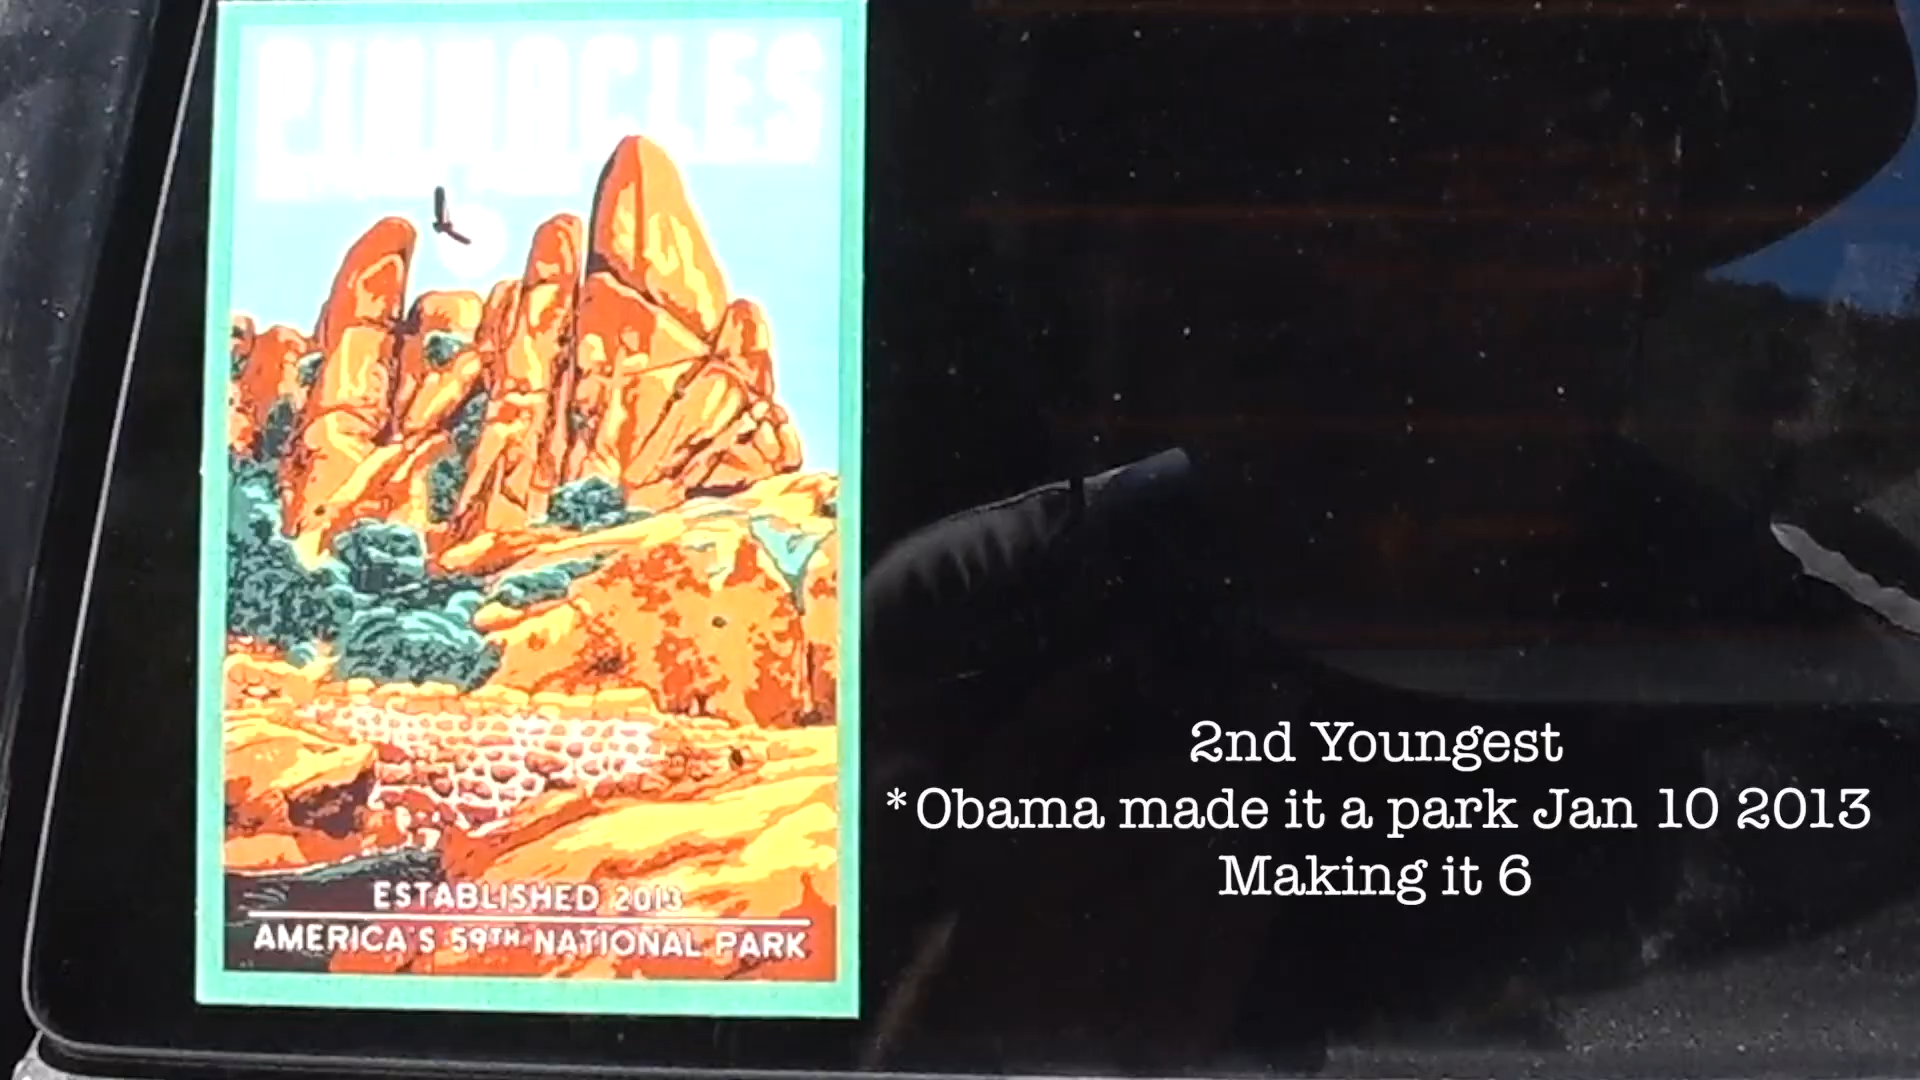 PINNACLES
ESTABLISHED 2013
AMERICA'S 59TH NATIONAL PARK
2nd Youngest
*Obama made it a park Jan 10 2013
Making it 6